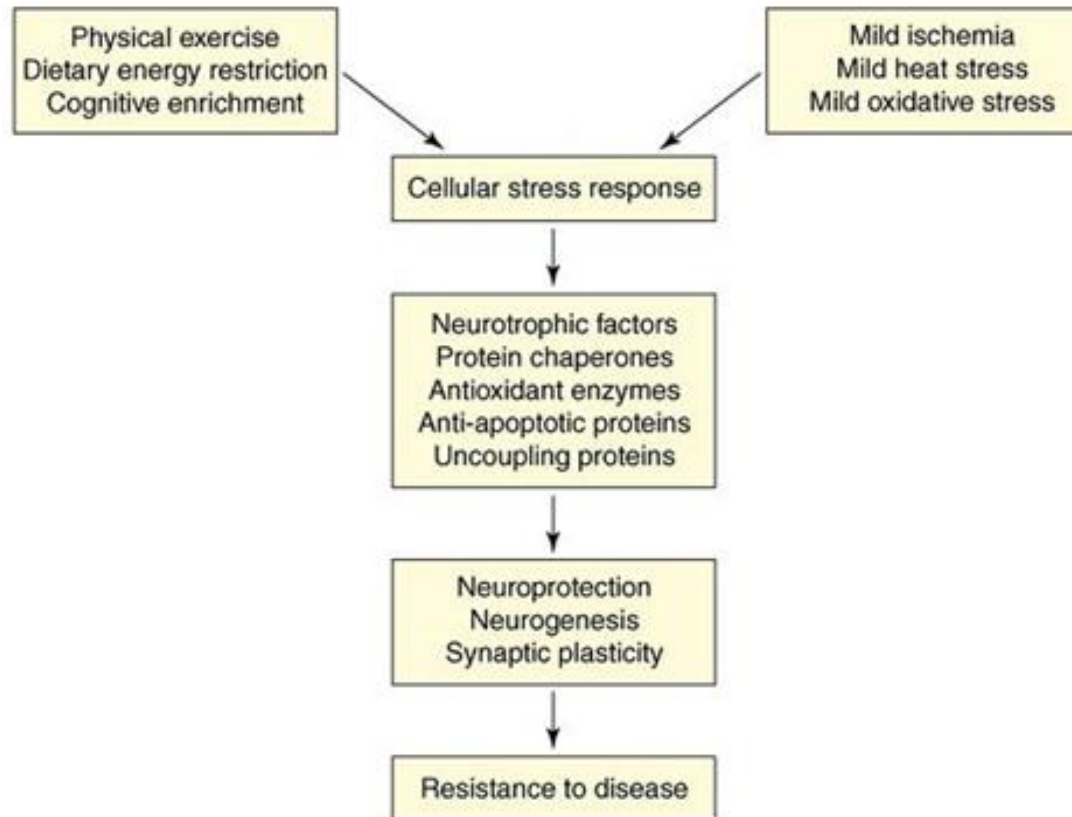 Physical exercise
Dietary energy restriction
Cognitive enrichment
Mild ischemia
Mild heat stress
Mild oxidative stress
Cellular stress response
Neurotrophic factors
Protein chaperones
Antioxidant enzymes
Anti-apoptotic proteins
Uncoupling proteins
Neuroprotection
Neurogenesis
Synaptic plasticity
Resistance to disease